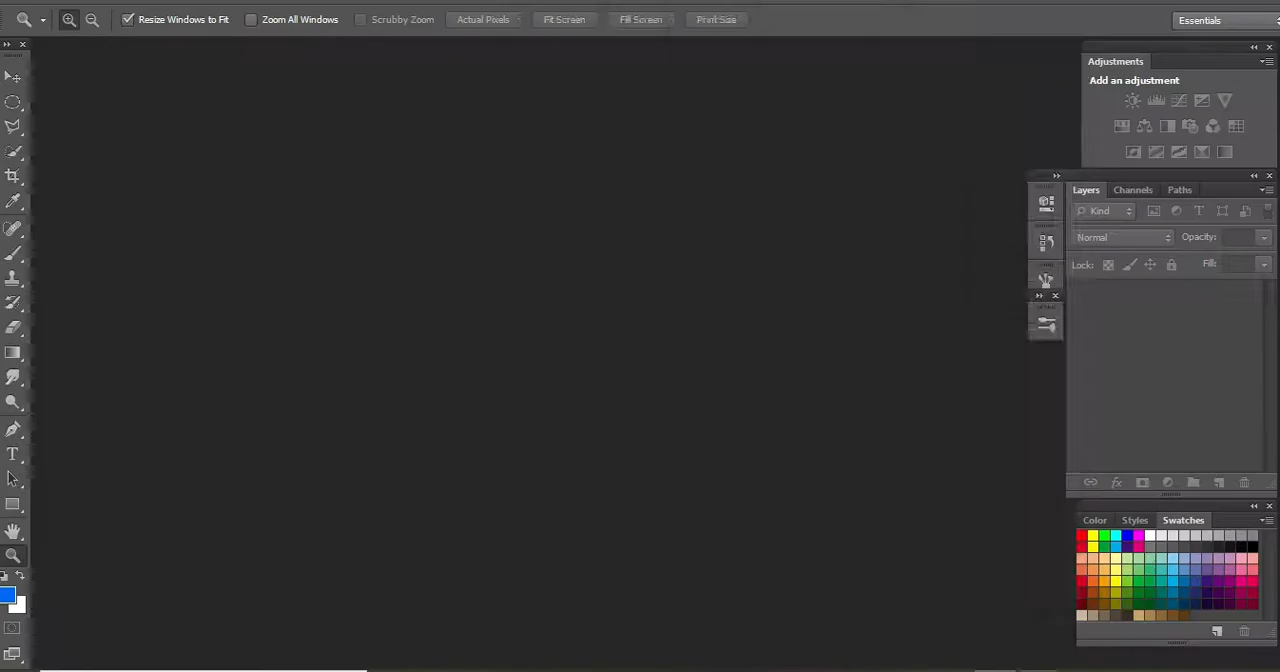 Resize Windows to Fit Zoom All Windows Scrubby Zoom Actual Pixels Fit Screen Fill Screen Print Size Essentials
Adjustments
Add an adjustment
Layers Channels Paths
Kind T
Normal Opacity:
Lock: Fill:
T
fx
Color Styles Swatches